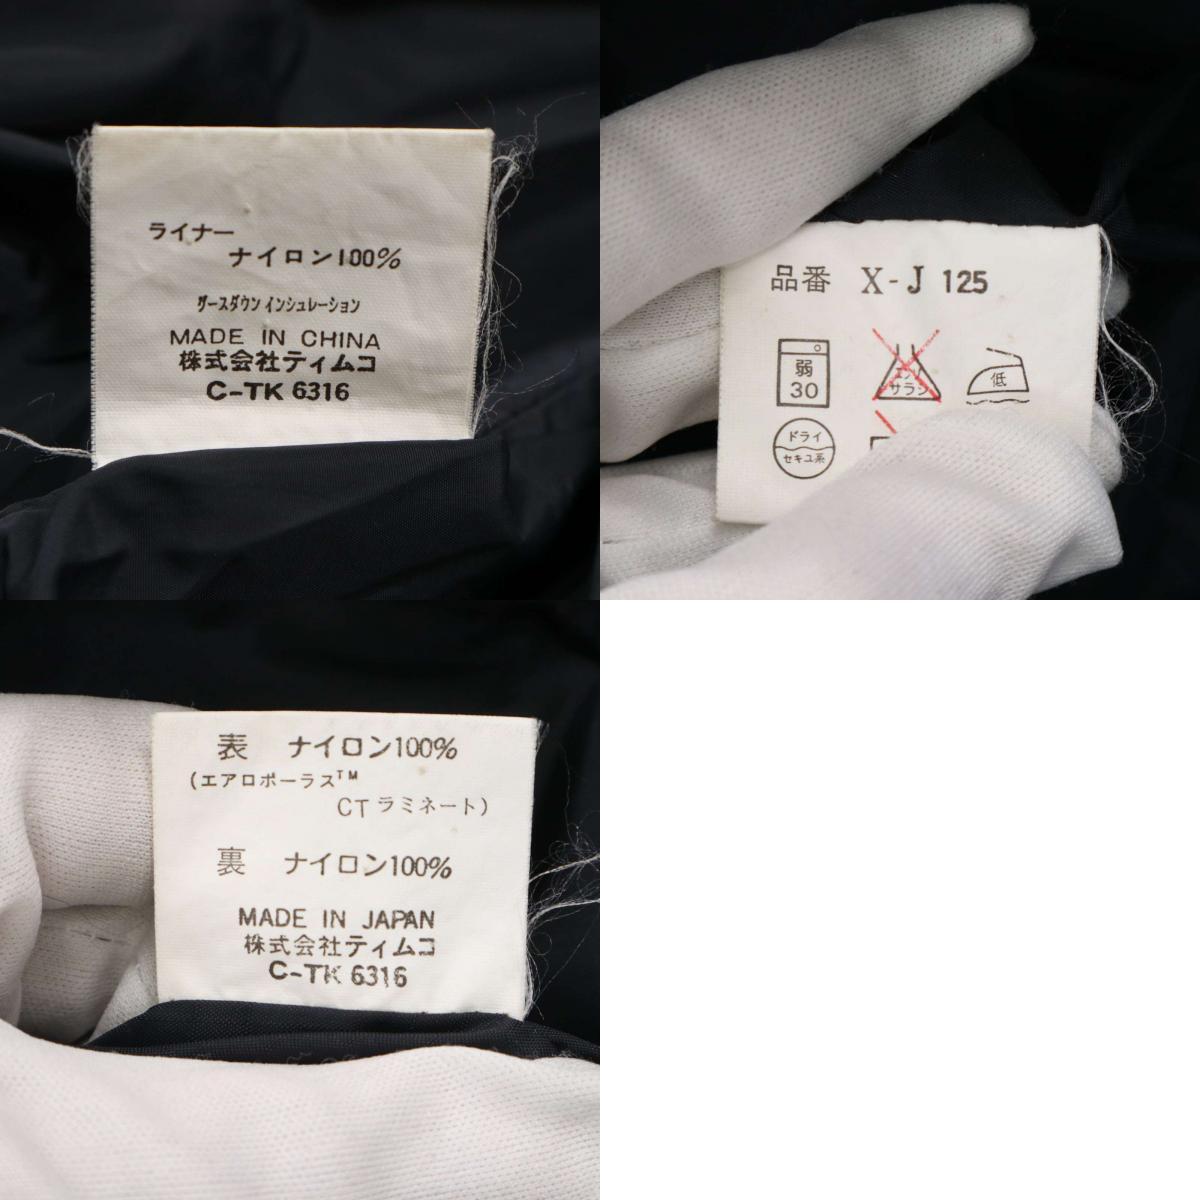 ライナー
ナイロン100%
グースダウン インシュレーション
MADE IN CHINA
株式会社ティムコ
C-TK 6316
品番 X-J 125
弱
30
エンソ
サラシ
低
ドライ
セキユ系
表 ナイロン100%
(エアロポーラス™
CTラミネート)
裏 ナイロン100%
MADE IN JAPAN
株式会社ティムコ
C-TK 6316